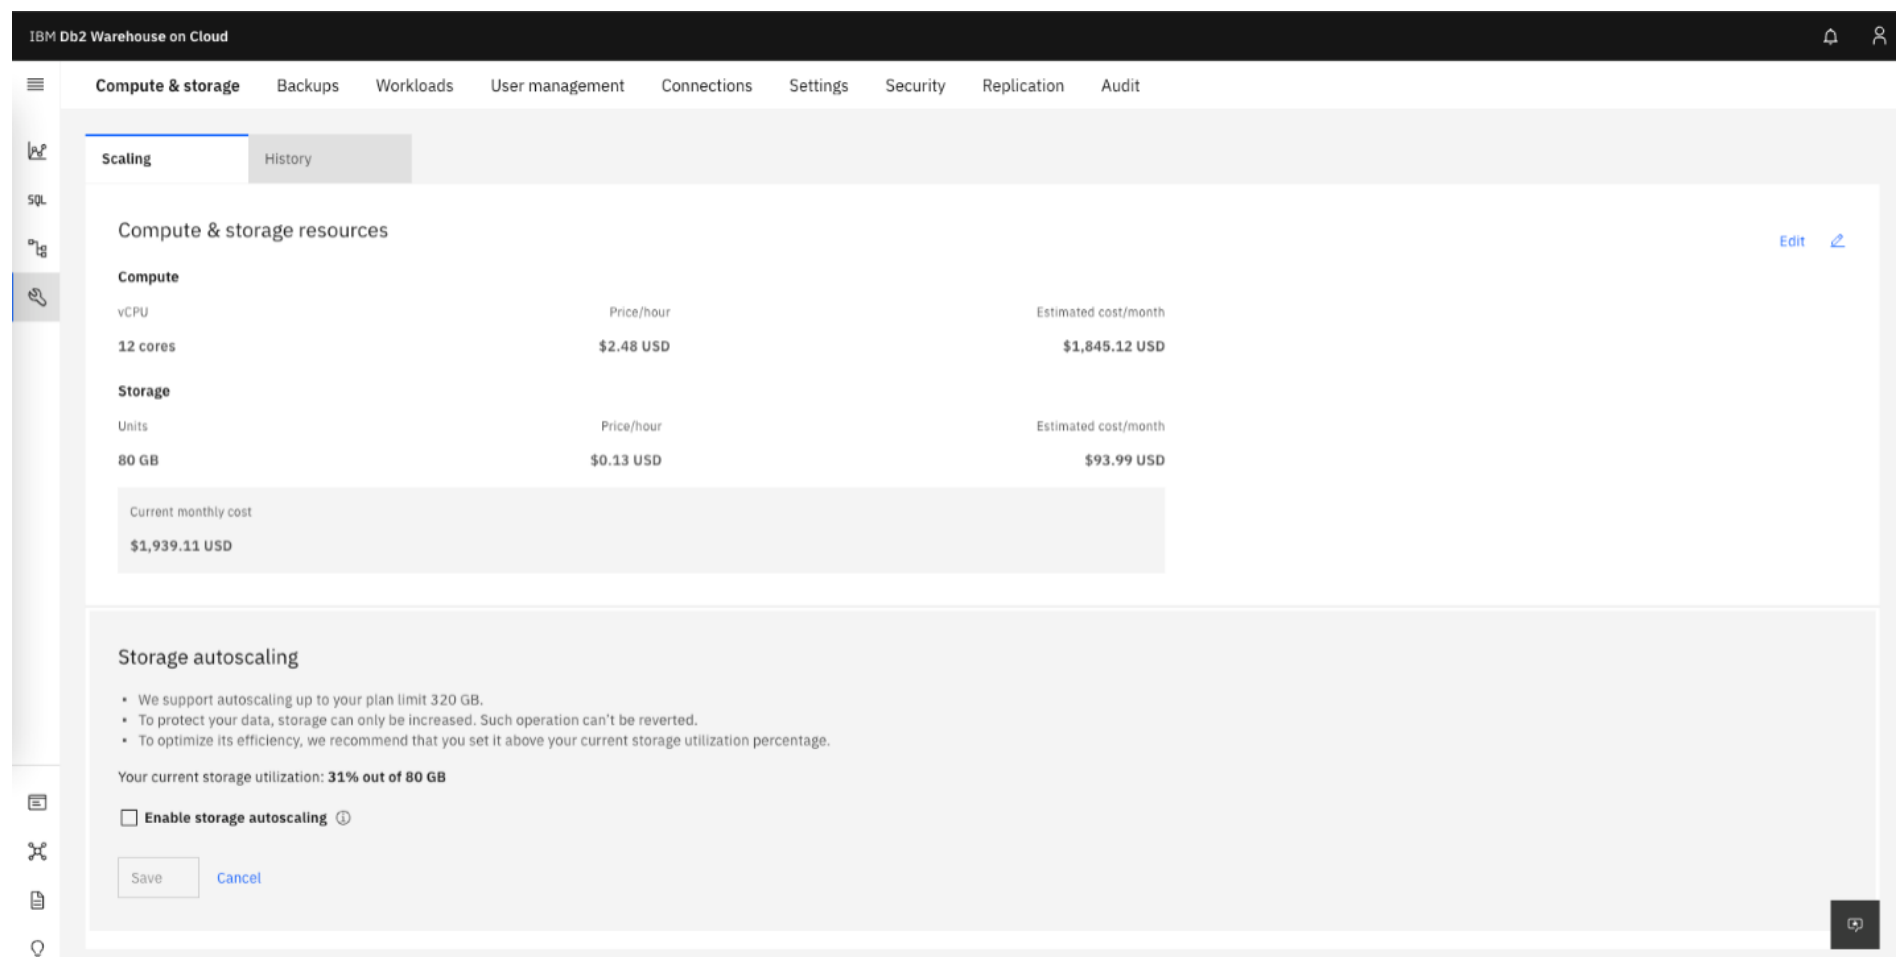 IBM Db2 Warehouse on Cloud
Compute & storage Backups Workloads User management Connections Settings Security Replication Audit
Scaling History
SQL
Compute & storage resources
Edit
Compute
vCPU Price/hour Estimated cost/month
12 cores $2.48 USD $1,845.12 USD
Storage
Units Price/hour Estimated cost/month
80 GB $0.13 USD $93.99 USD
Current monthly cost
$1,939.11 USD
Storage autoscaling
• We support autoscaling up to your plan limit 320 GB.
• To protect your data, storage can only be increased. Such operation can't be reverted.
• To optimize its efficiency, we recommend that you set it above your current storage utilization percentage.
Your current storage utilization: 31% out of 80 GB
Enable storage autoscaling
Save Cancel